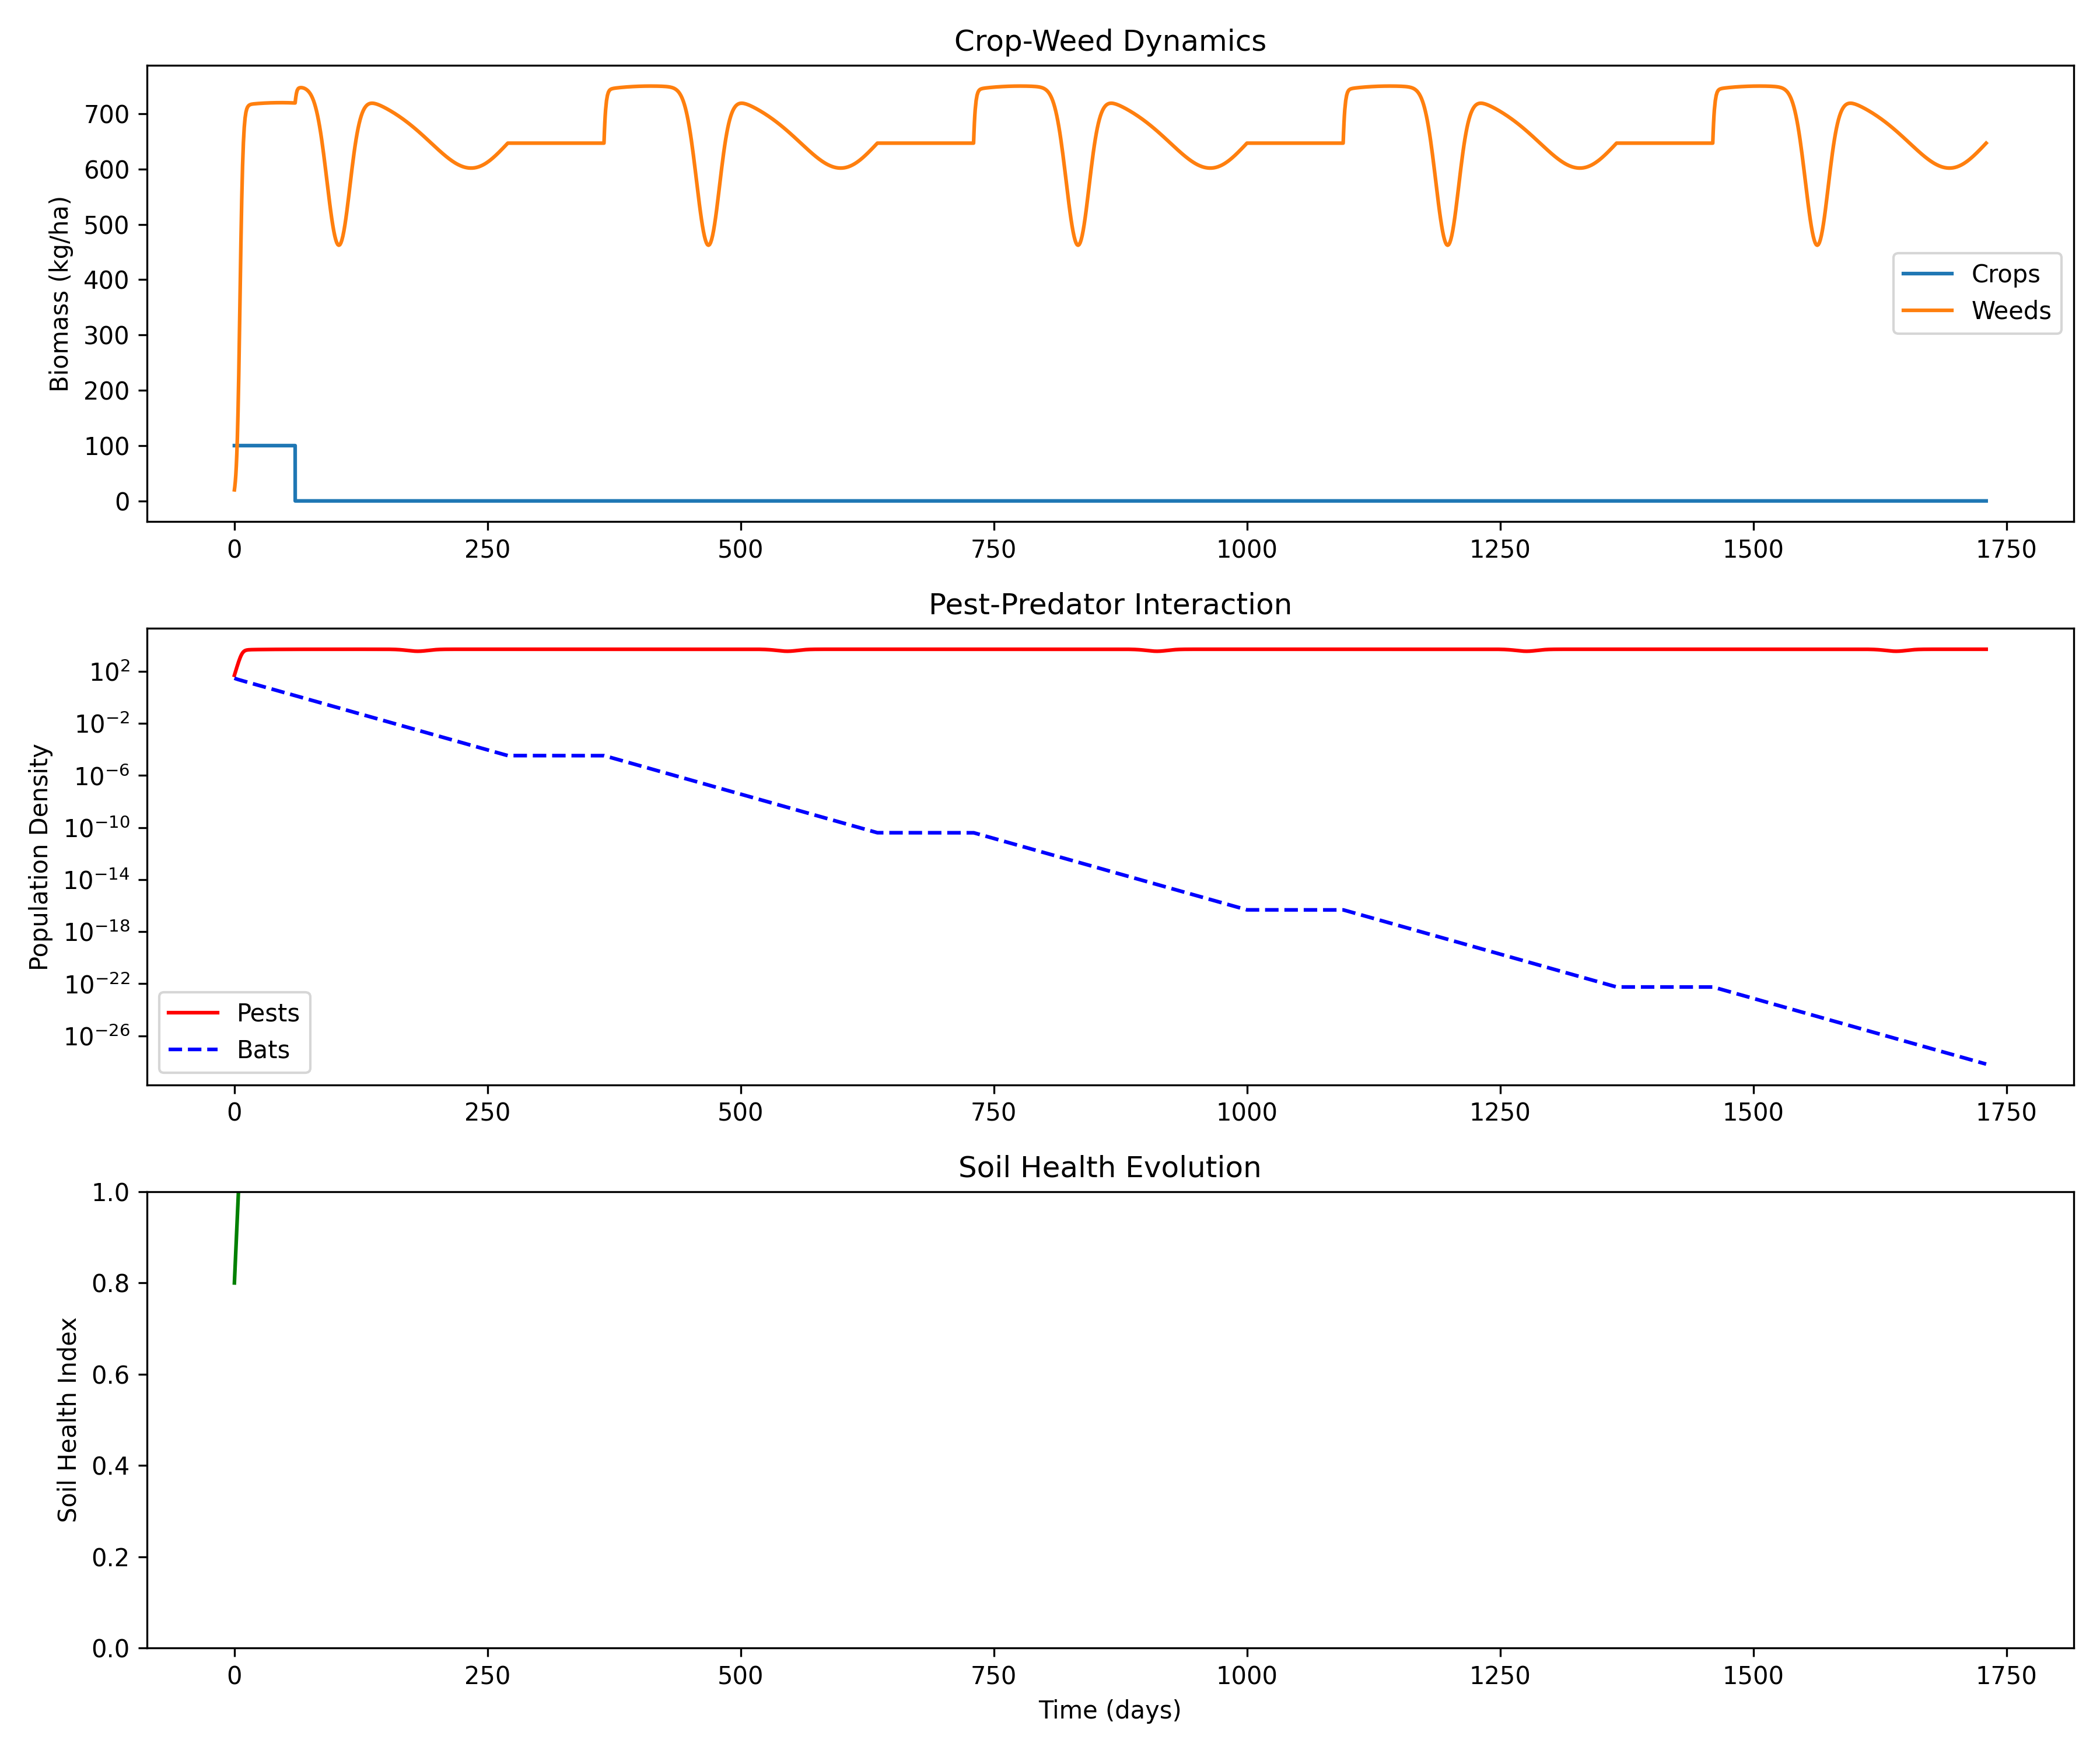 Crop-Weed Dynamics
Biomass (kg/ha)
700
600
500
400
300
200
100
0
Crops
Weeds
0 250 500 750 1000 1250 1500 1750
Pest-Predator Interaction
Population Density
10²
10⁻²
10⁻⁶
10⁻¹⁰
10⁻¹⁴
10⁻¹⁸
10⁻²²
10⁻²⁶
Pests
Bats
0 250 500 750 1000 1250 1500 1750
Soil Health Evolution
Soil Health Index
1.0
0.8
0.6
0.4
0.2
0.0
0 250 500 750 1000 1250 1500 1750
Time (days)